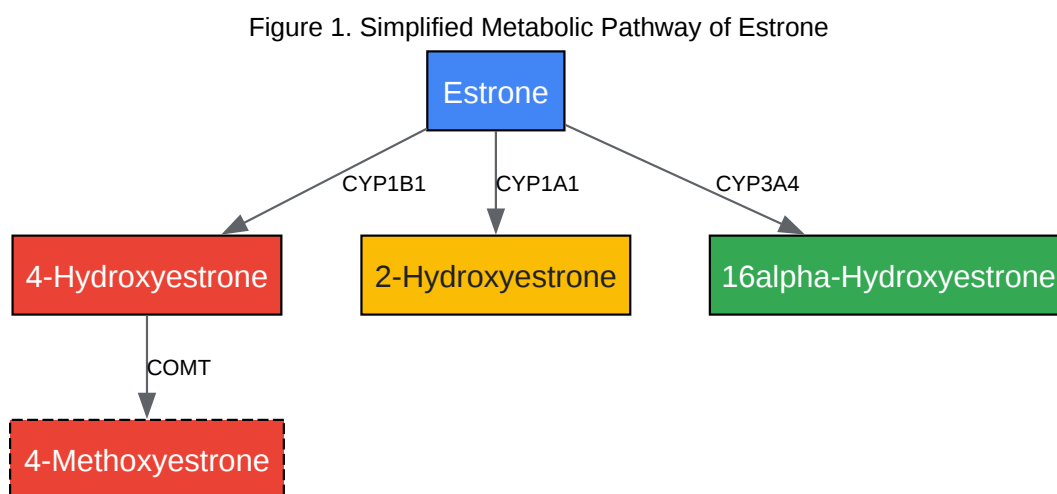 Figure 1. Simplified Metabolic Pathway of Estrone
Estrone
CYP1B1
CYP1A1
CYP3A4
4-Hydroxyestrone
2-Hydroxyestrone
16alpha-Hydroxyestrone
COMT
4-Methoxyestrone